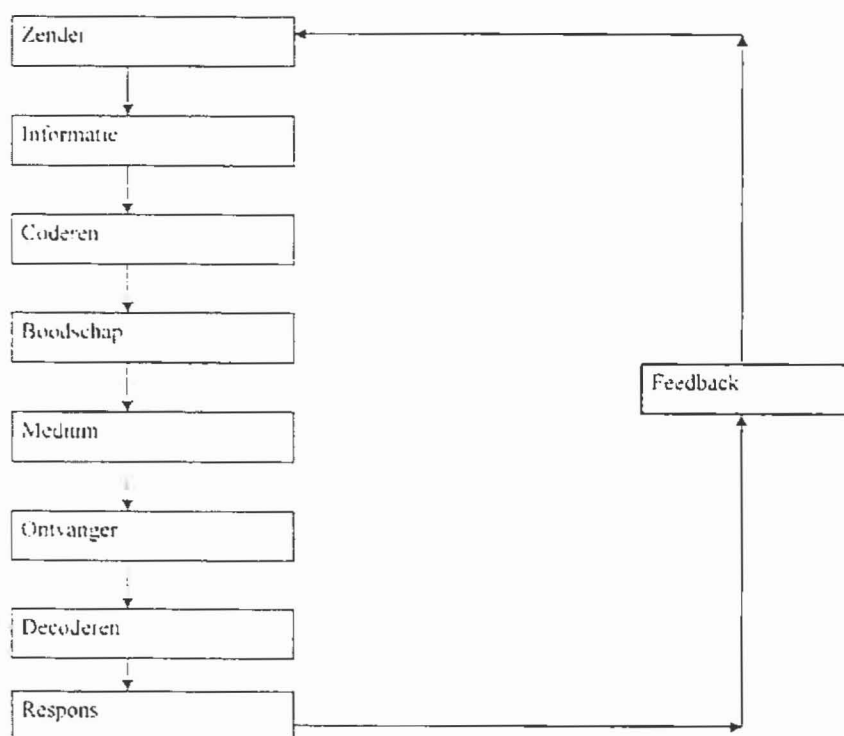 Zender
Informatie
Coderen
Boodschap
Medium
Ontvanger
Decoderen
Respons
Feedback